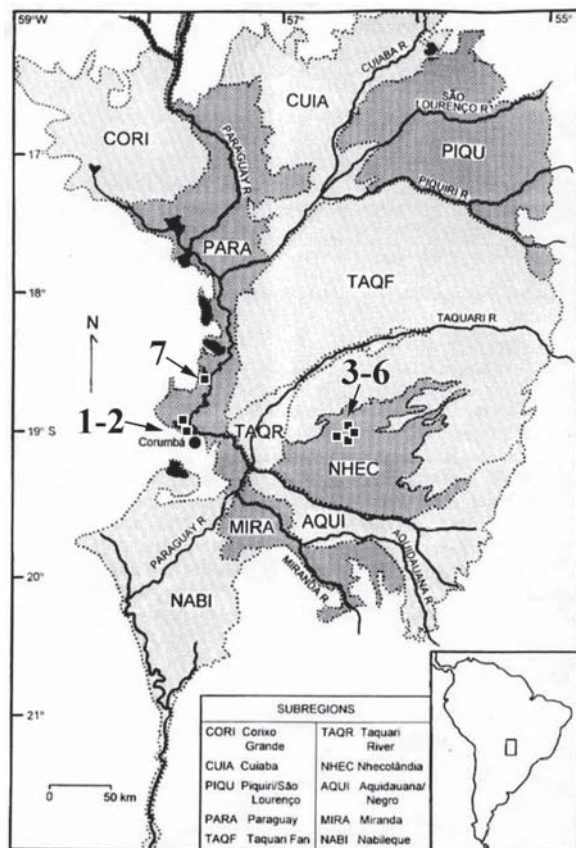 59°W
57
55
CUIABA R
CUIA
SÃO
LOURENÇO R
CORI
PARAGUAY R
PIQU
17°
PIQUIRI R
PARA
TAQF
18°
N
TAQUARI R
7
3-6
1-2
TAQR
19° S
Corumbá
NHEC
PARAGUAY R
MIRA
AQUI
AQUIDAUANA R
MIRANDA R
20°
NABI
21°
0 50 km
SUBREGIONS
CORI Corixo Grande
TAQR Taquari River
CUIA Cuiaba
NHEC Nhecolândia
PIQU Piquiri/São Lourenço
AQUI Aquidauana/Negro
PARA Paraguay
MIRA Miranda
TAQF Taquari Fan
NABI Nabileque